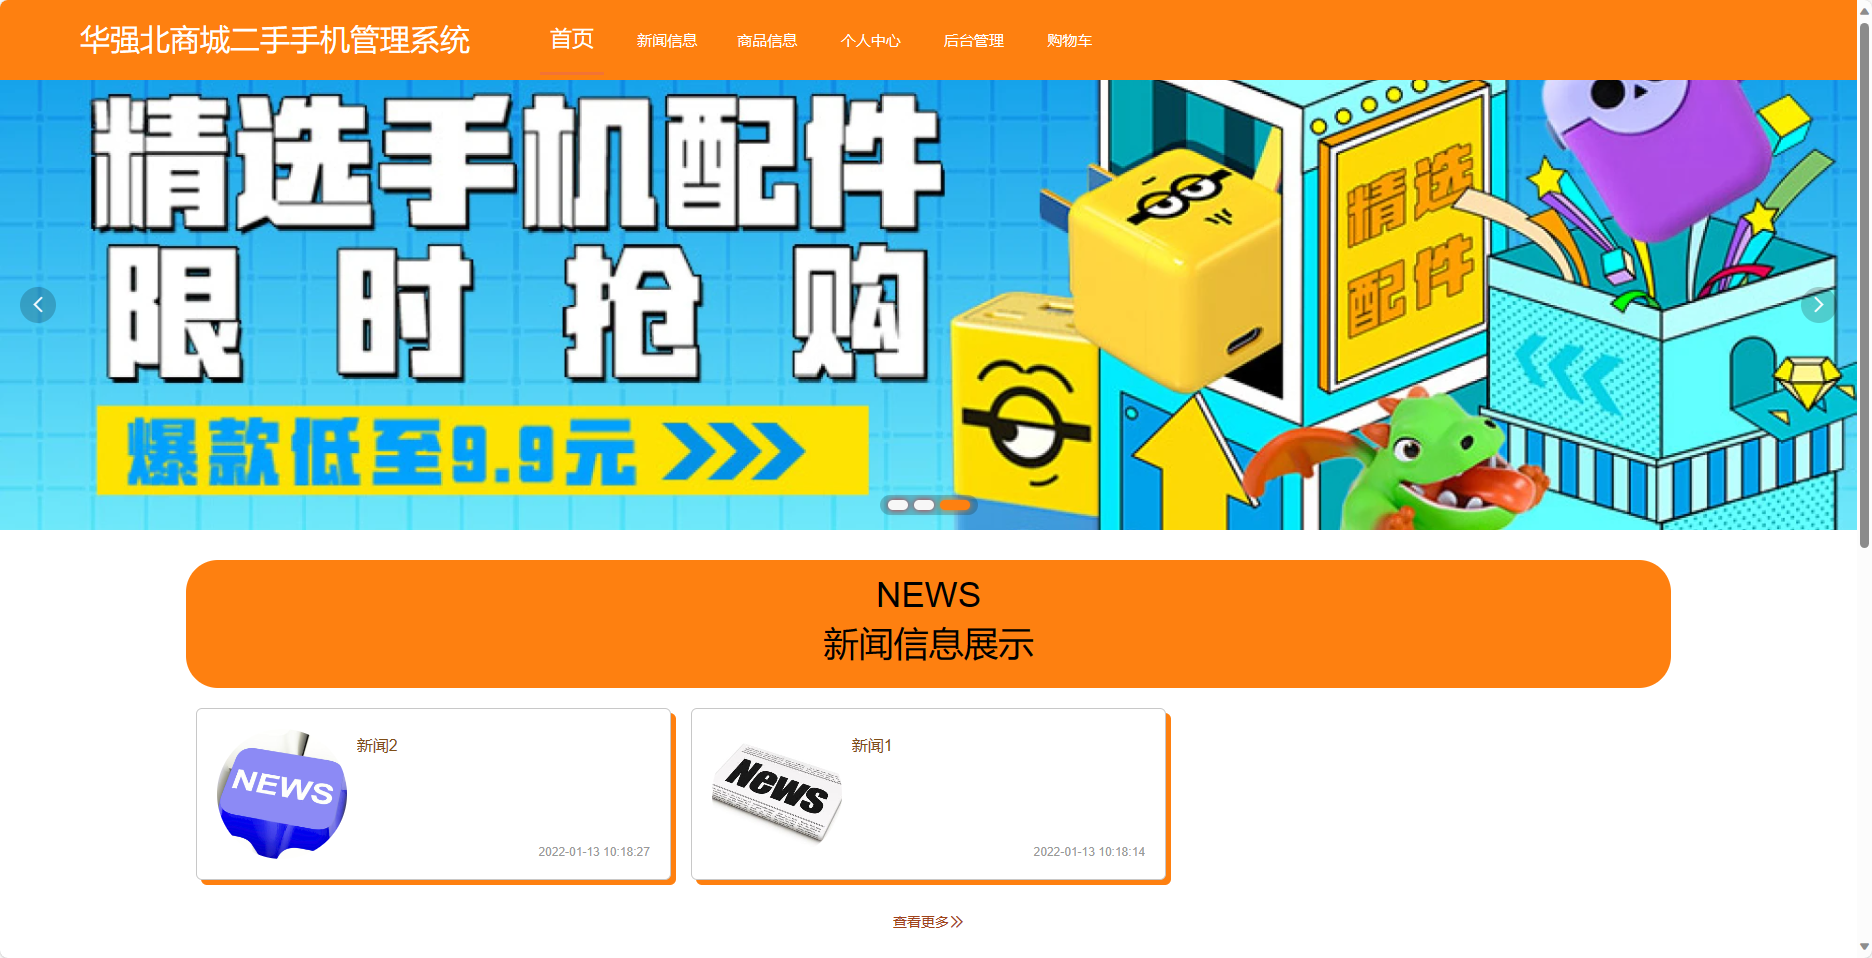 华强北商城二手手机管理系统
首页
新闻信息
商品信息
个人中心
后台管理
购物车
精选手机配件
限时抢购
爆款低至9.9元
精选
配件
NEWS
新闻信息展示
NEWS
新闻2
2022-01-13 10:18:27
News
新闻1
2022-01-13 10:18:14
查看更多